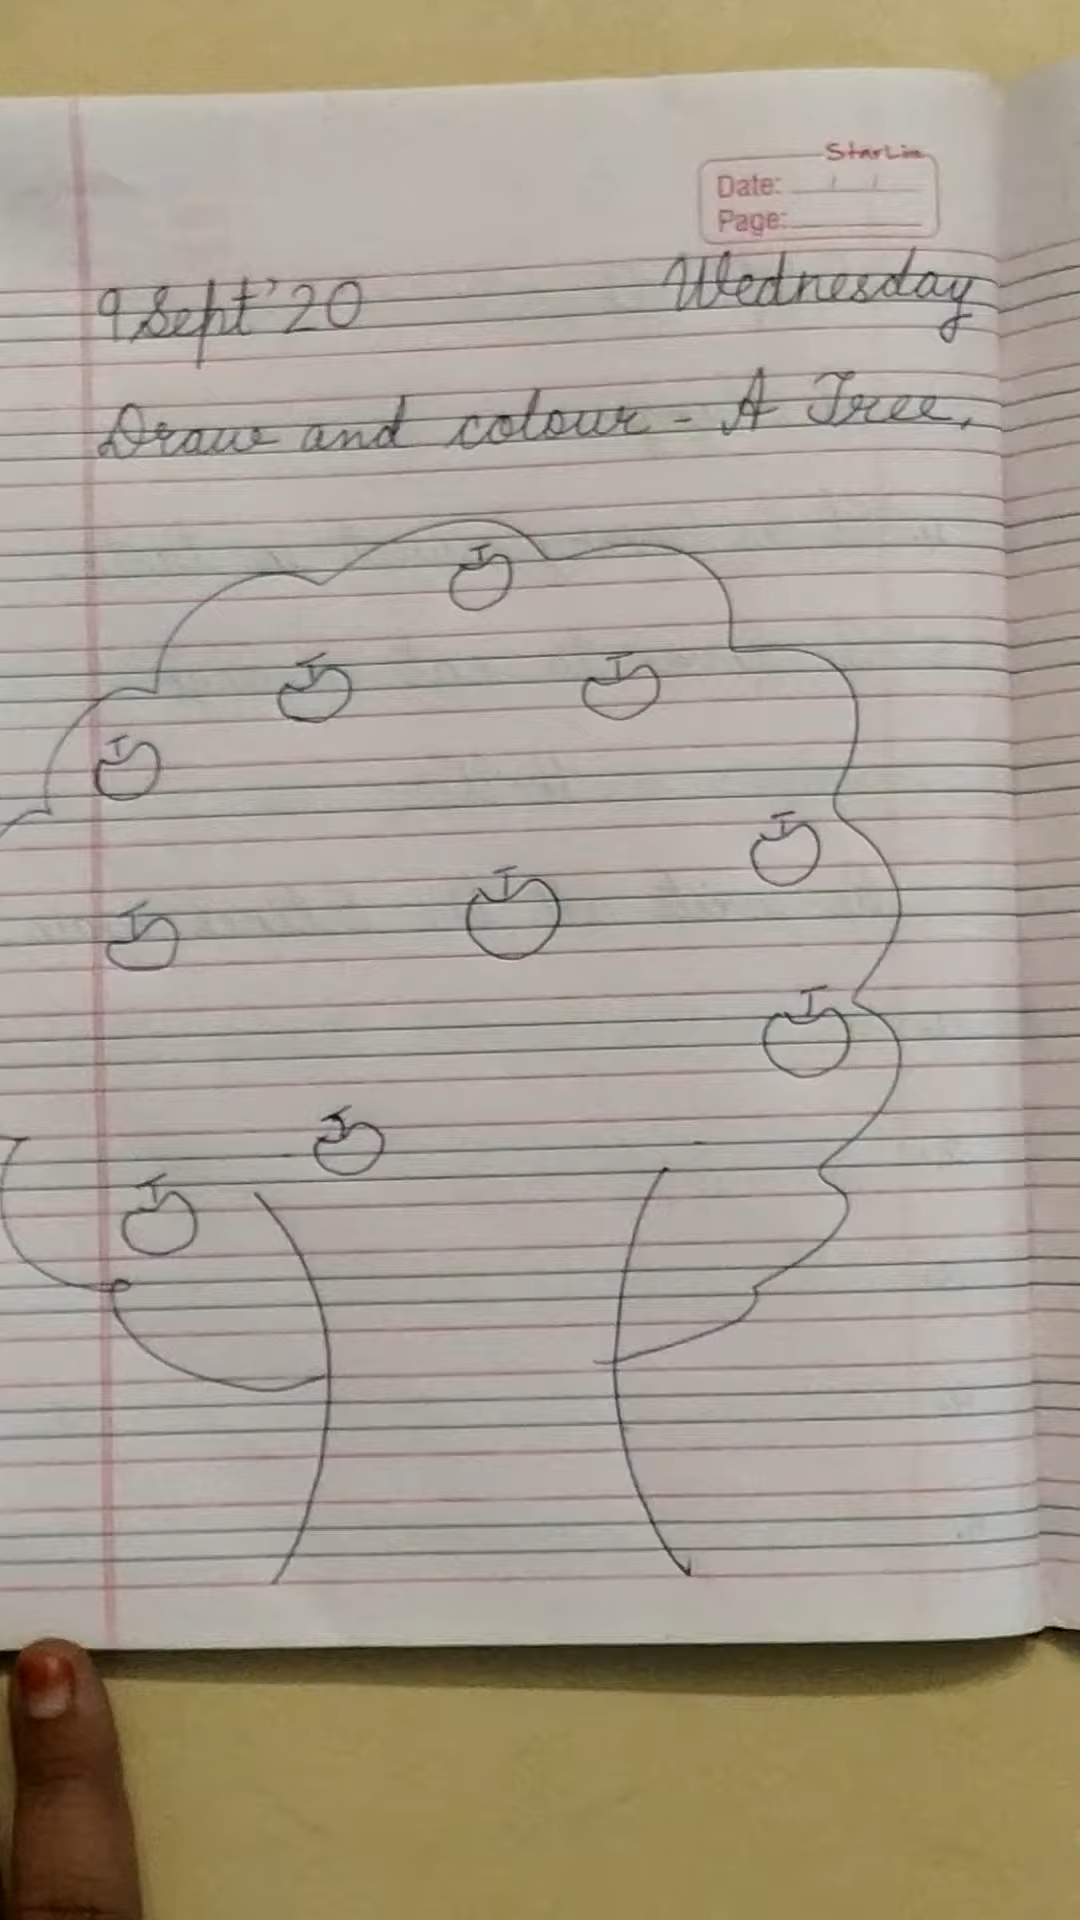 StarLine
Date:
Page:
9 Sept'20 Wednesday
Draw and colour - A Tree.